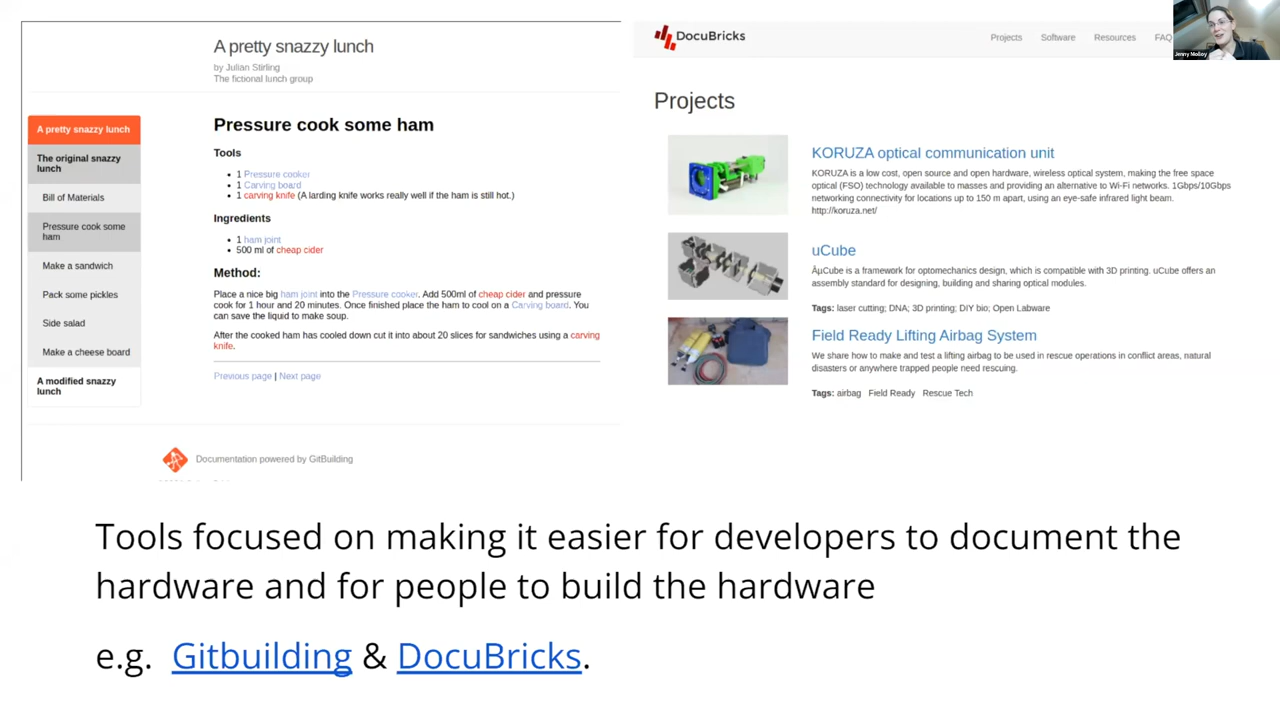 A pretty snazzy lunch
by Julian Stirling
The fictional lunch group
A pretty snazzy lunch
The original snazzy
lunch
Bill of Materials
Pressure cook some
ham
Make a sandwich
Pack some pickles
Side salad
Make a cheese board
A modified snazzy
lunch
Pressure cook some ham
Tools
• 1 Pressure cooker
• 1 Carving board
• 1 carving knife (A larding knife works really well if the ham is still hot.)
Ingredients
• 1 ham joint
• 500 ml of cheap cider
Method:
Place a nice big ham joint into the Pressure cooker. Add 500ml of cheap cider and pressure
cook for 1 hour and 20 minutes. Once finished place the ham to cool on a Carving board. You
can save the liquid to make soup.
After the cooked ham has cooled down cut it into about 20 slices for sandwiches using a carving
knife.
Previous page | Next page
Documentation powered by GitBuilding
DocuBricks
Projects Software Resources FAQ
Jenny Molloy
Projects
KORUZA optical communication unit
KORUZA is a low cost, open source and open hardware, wireless optical system, making the free space
optical (FSO) technology available to masses and providing an alternative to Wi-Fi networks. 1Gbps/10Gbps
networking connectivity for locations up to 150 m apart, using an eye-safe infrared light beam.
http://koruza.net/
uCube
ÂµCube is a framework for optomechanics design, which is compatible with 3D printing. uCube offers an
assembly standard for designing, building and sharing optical modules.
Tags: laser cutting; DNA; 3D printing; DIY bio; Open Labware
Field Ready Lifting Airbag System
We share how to make and test a lifting airbag to be used in rescue operations in conflict areas, natural
disasters or anywhere trapped people need rescuing.
Tags: airbag Field Ready Rescue Tech
Tools focused on making it easier for developers to document the
hardware and for people to build the hardware
e.g. Gitbuilding & DocuBricks.